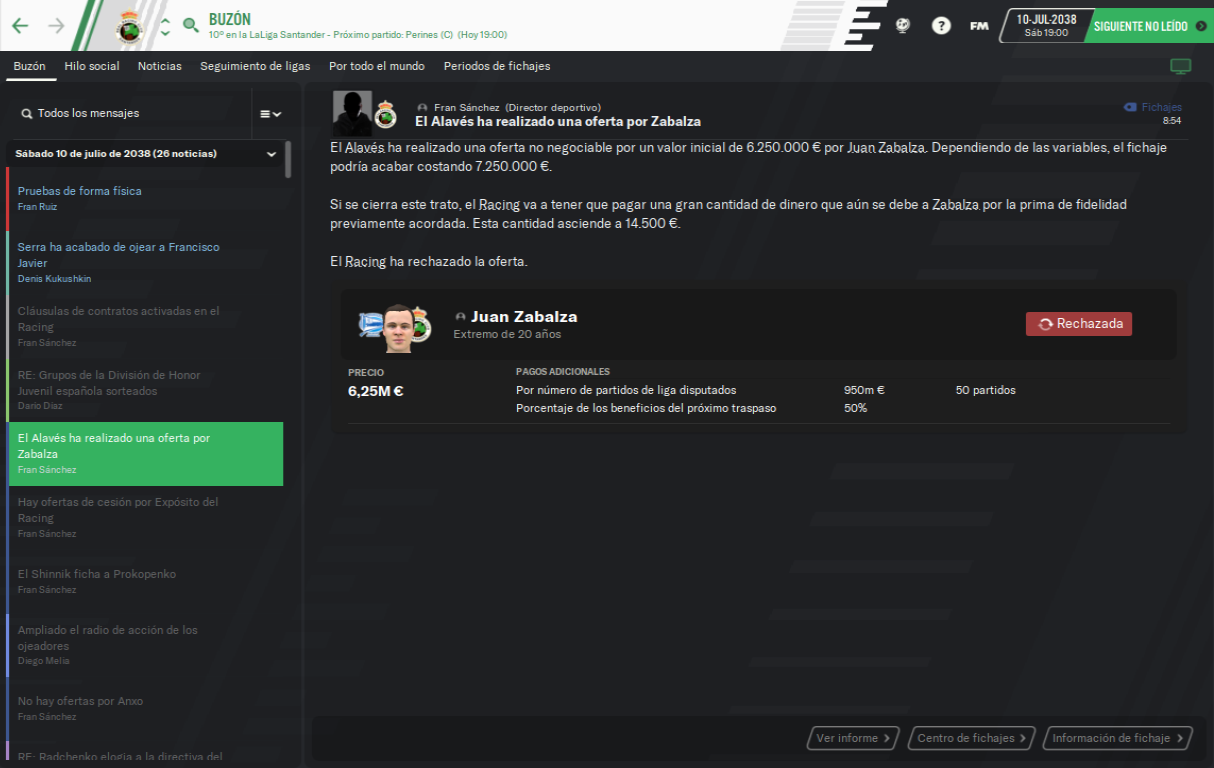 BUZÓN
10º en la LaLiga Santander - Próximo partido: Perines (C) (Hoy 19:00)
?
FM
10-JUL-2038
Sáb 19:00
SIGUIENTE NO LEÍDO
Buzón Hilo social Noticias Seguimiento de ligas Por todo el mundo Periodos de fichajes
Todos los mensajes
Sábado 10 de julio de 2038 (26 noticias)
Pruebas de forma física
Fran Ruiz
Serra ha acabado de ojear a Francisco
Javier
Denis Kukushkin
Cláusulas de contratos activadas en el
Racing
Fran Sánchez
RE: Grupos de la División de Honor
Juvenil española sorteados
Darío Díaz
El Alavés ha realizado una oferta por
Zabalza
Fran Sánchez
Hay ofertas de cesión por Expósito del
Racing
Fran Sánchez
El Shinnik ficha a Prokopenko
Fran Sánchez
Ampliado el radio de acción de los
ojeadores
Diego Melia
No hay ofertas por Anxo
Fran Sánchez
RE: Radchenko elogia a la directiva del
Fran Sánchez (Director deportivo)
El Alavés ha realizado una oferta por Zabalza
Fichajes
8:54
El Alavés ha realizado una oferta no negociable por un valor inicial de 6.250.000 € por Juan Zabalza. Dependiendo de las variables, el fichaje
podría acabar costando 7.250.000 €.
Si se cierra este trato, el Racing va a tener que pagar una gran cantidad de dinero que aún se debe a Zabalza por la prima de fidelidad
previamente acordada. Esta cantidad asciende a 14.500 €.
El Racing ha rechazado la oferta.
Juan Zabalza
Extremo de 20 años
Rechazada
PRECIO
6,25M €
PAGOS ADICIONALES
Por número de partidos de liga disputados 950m € 50 partidos
Porcentaje de los beneficios del próximo traspaso 50%
Ver informe Centro de fichajes Información de fichaje